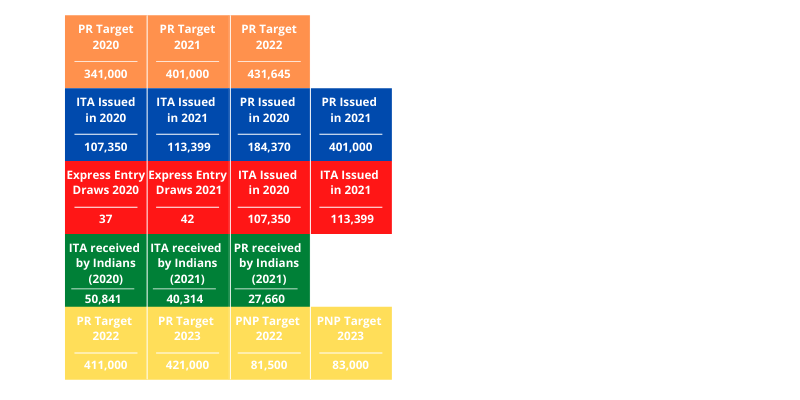 PR Target
2020
341,000
PR Target
2021
401,000
PR Target
2022
431,645
ITA Issued
in 2020
107,350
ITA Issued
in 2021
113,399
PR Issued
in 2020
184,370
PR Issued
in 2021
401,000
Express Entry
Draws 2020
37
Express Entry
Draws 2021
42
ITA Issued
in 2020
107,350
ITA Issued
in 2021
113,399
ITA received
by Indians
(2020)
50,841
ITA received
by Indians
(2021)
40,314
PR received
by Indians
(2021)
27,660
PR Target
2022
411,000
PR Target
2023
421,000
PNP Target
2022
81,500
PNP Target
2023
83,000